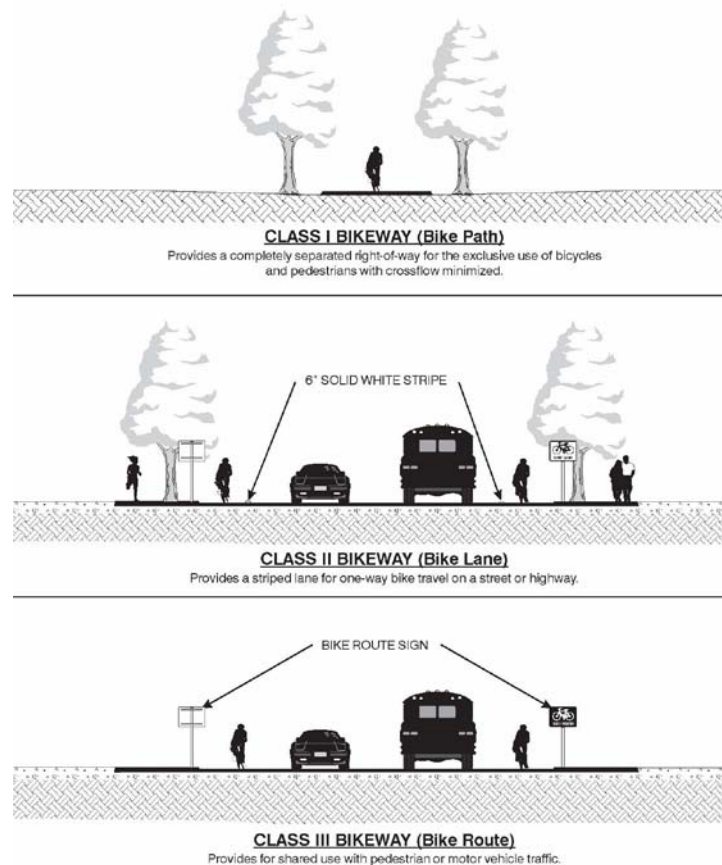 CLASS I BIKEWAY (Bike Path)
Provides a completely separated right-of-way for the exclusive use of bicycles
and pedestrians with crossflow minimized.
6" SOLID WHITE STRIPE
CLASS II BIKEWAY (Bike Lane)
Provides a striped lane for one-way bike travel on a street or highway.
BIKE ROUTE SIGN
CLASS III BIKEWAY (Bike Route)
Provides for shared use with pedestrian or motor vehicle traffic.